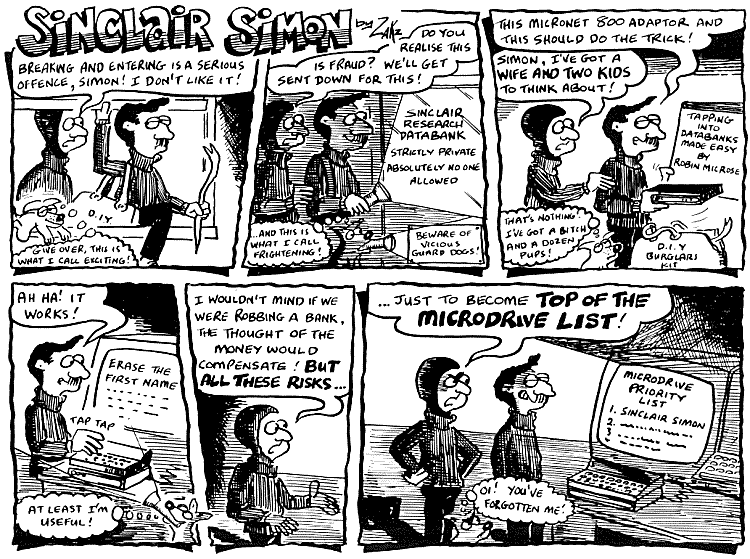 SINCLAIR SIMON
by ZAKZ
BREAKING AND ENTERING IS A SERIOUS
OFFENCE, SIMON! I DON'T LIKE IT!
D.I.Y
GIVE OVER, THIS IS
WHAT I CALL EXCITING!
DO YOU
REALISE THIS
IS FRAUD? WE'LL GET
SENT DOWN FOR THIS!
SINCLAIR
RESEARCH
DATABANK
STRICTLY PRIVATE
ABSOLUTELY NO ONE
ALLOWED
...AND THIS IS
WHAT I CALL
FRIGHTENING!
BEWARE OF
VICIOUS
GUARD DOGS!
THIS MICRONET 800 ADAPTOR AND
THIS SHOULD DO THE TRICK!
SIMON, I'VE GOT A
WIFE AND TWO KIDS
TO THINK ABOUT!
TAPPING
INTO
DATABANKS
MADE EASY
BY
ROBIN MICROSE
THAT'S NOTHING
I'VE GOT A BITCH
AND A DOZEN
PUPS!
D.I.Y
BURGLARS
KIT
AH HA! IT
WORKS!
ERASE THE
FIRST NAME
TAP TAP
AT LEAST I'M
USEFUL!
I WOULDN'T MIND IF WE
WERE ROBBING A BANK,
THE THOUGHT OF THE
MONEY WOULD
COMPENSATE! BUT
ALL THESE RISKS...
...JUST TO BECOME TOP OF THE
MICRODRIVE LIST!
MICRODRIVE
PRIORITY
LIST
1. SINCLAIR SIMON
2.
3
OI! YOU'VE
FORGOTTEN ME!